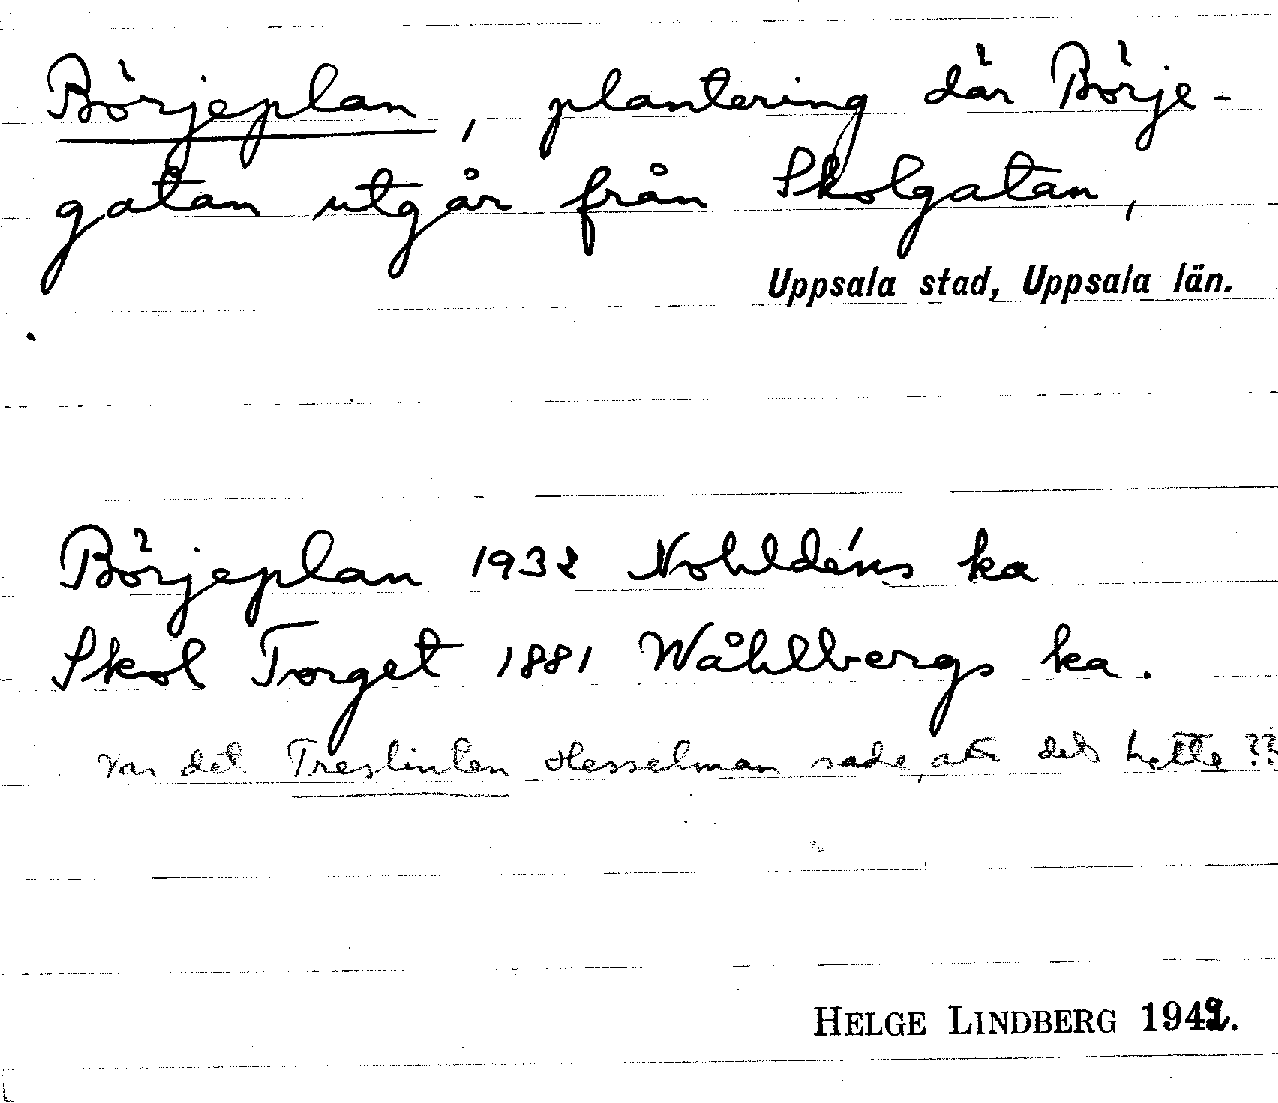 Börjeplan, plantering där Börje-
gatan utgår från Skolgatan,
Uppsala stad, Uppsala län.
Börjeplan 1932 Nohldéns ka
Skol Torget 1881 Wåhlbergs ka.
Var det Treslinten Hesselman sade, att det hette ??
HELGE LINDBERG 1942.